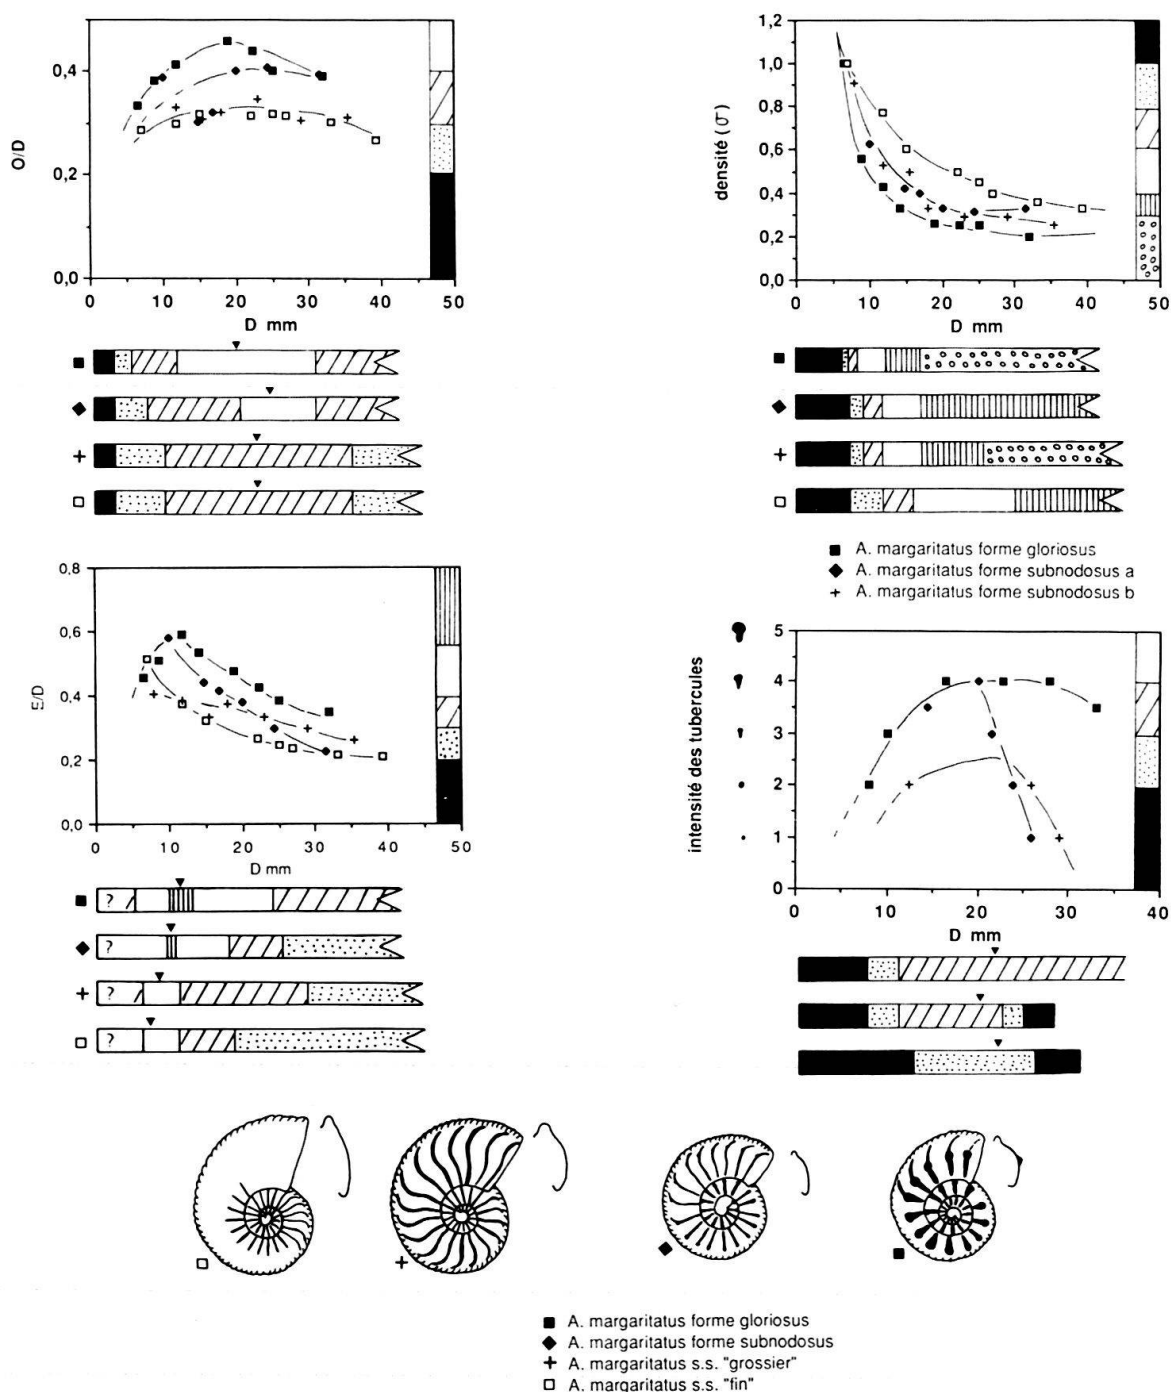 0,4
0,2
0,0
O/D
0 10 20 30 40 50
D mm
1,2
1,0
0,8
0,6
0,4
0,2
0,0
densité (σ)
0 10 20 30 40 50
D mm
A. margaritatus forme gloriosus
A. margaritatus forme subnodosus a
A. margaritatus forme subnodosus b
0,8
0,6
0,4
0,2
0,0
E/D
0 10 20 30 40 50
D mm
?
?
?
?
5
4
3
2
1
0
intensité des tubercules
0 10 20 30 40
D mm
A. margaritatus forme gloriosus
A. margaritatus forme subnodosus
A. margaritatus s.s. "grossier"
A. margaritatus s.s. "fin"